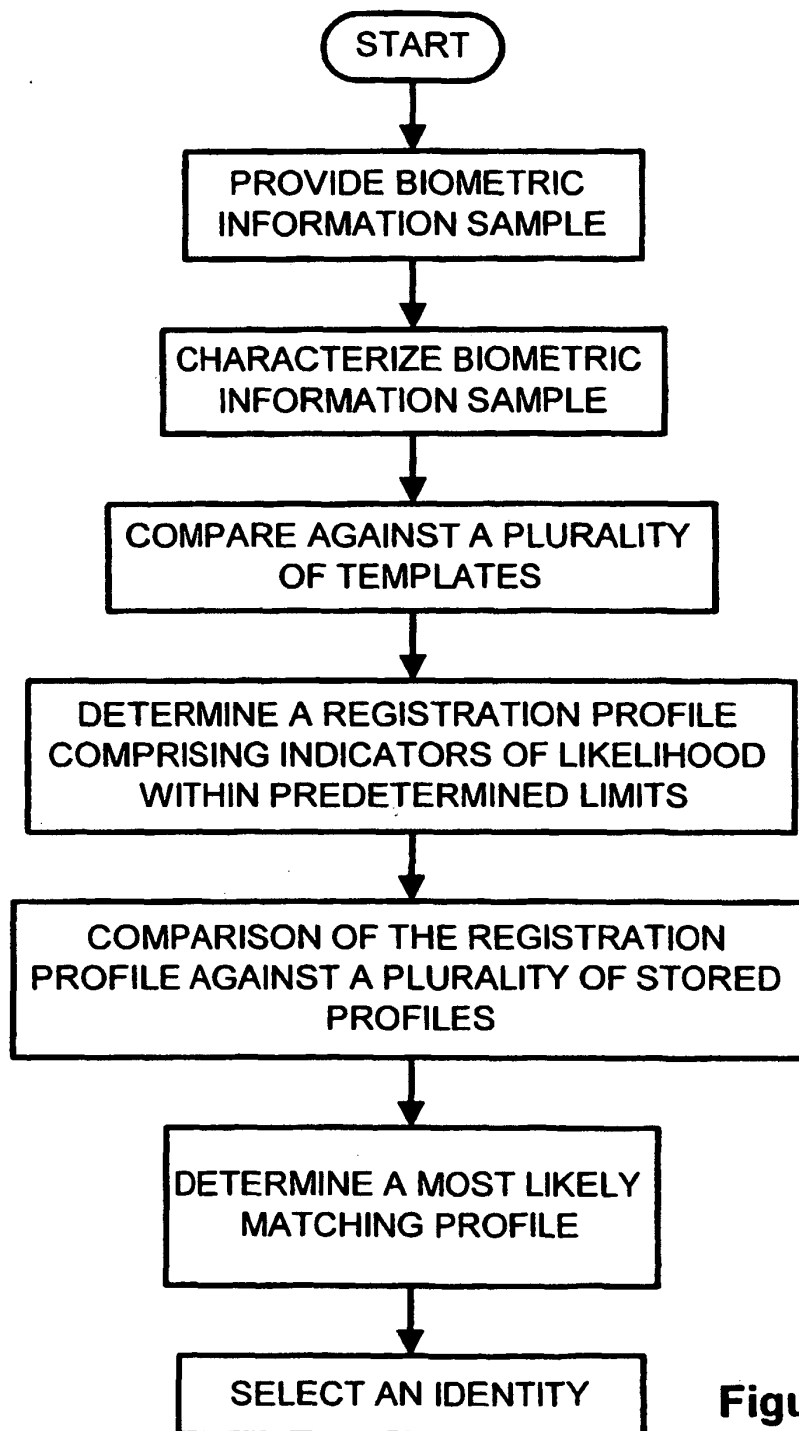 START
PROVIDE BIOMETRIC
INFORMATION SAMPLE
CHARACTERIZE BIOMETRIC
INFORMATION SAMPLE
COMPARE AGAINST A PLURALITY
OF TEMPLATES
DETERMINE A REGISTRATION PROFILE
COMPRISING INDICATORS OF LIKELIHOOD
WITHIN PREDETERMINED LIMITS
COMPARISON OF THE REGISTRATION
PROFILE AGAINST A PLURALITY OF STORED
PROFILES
DETERMINE A MOST LIKELY
MATCHING PROFILE
SELECT AN IDENTITY